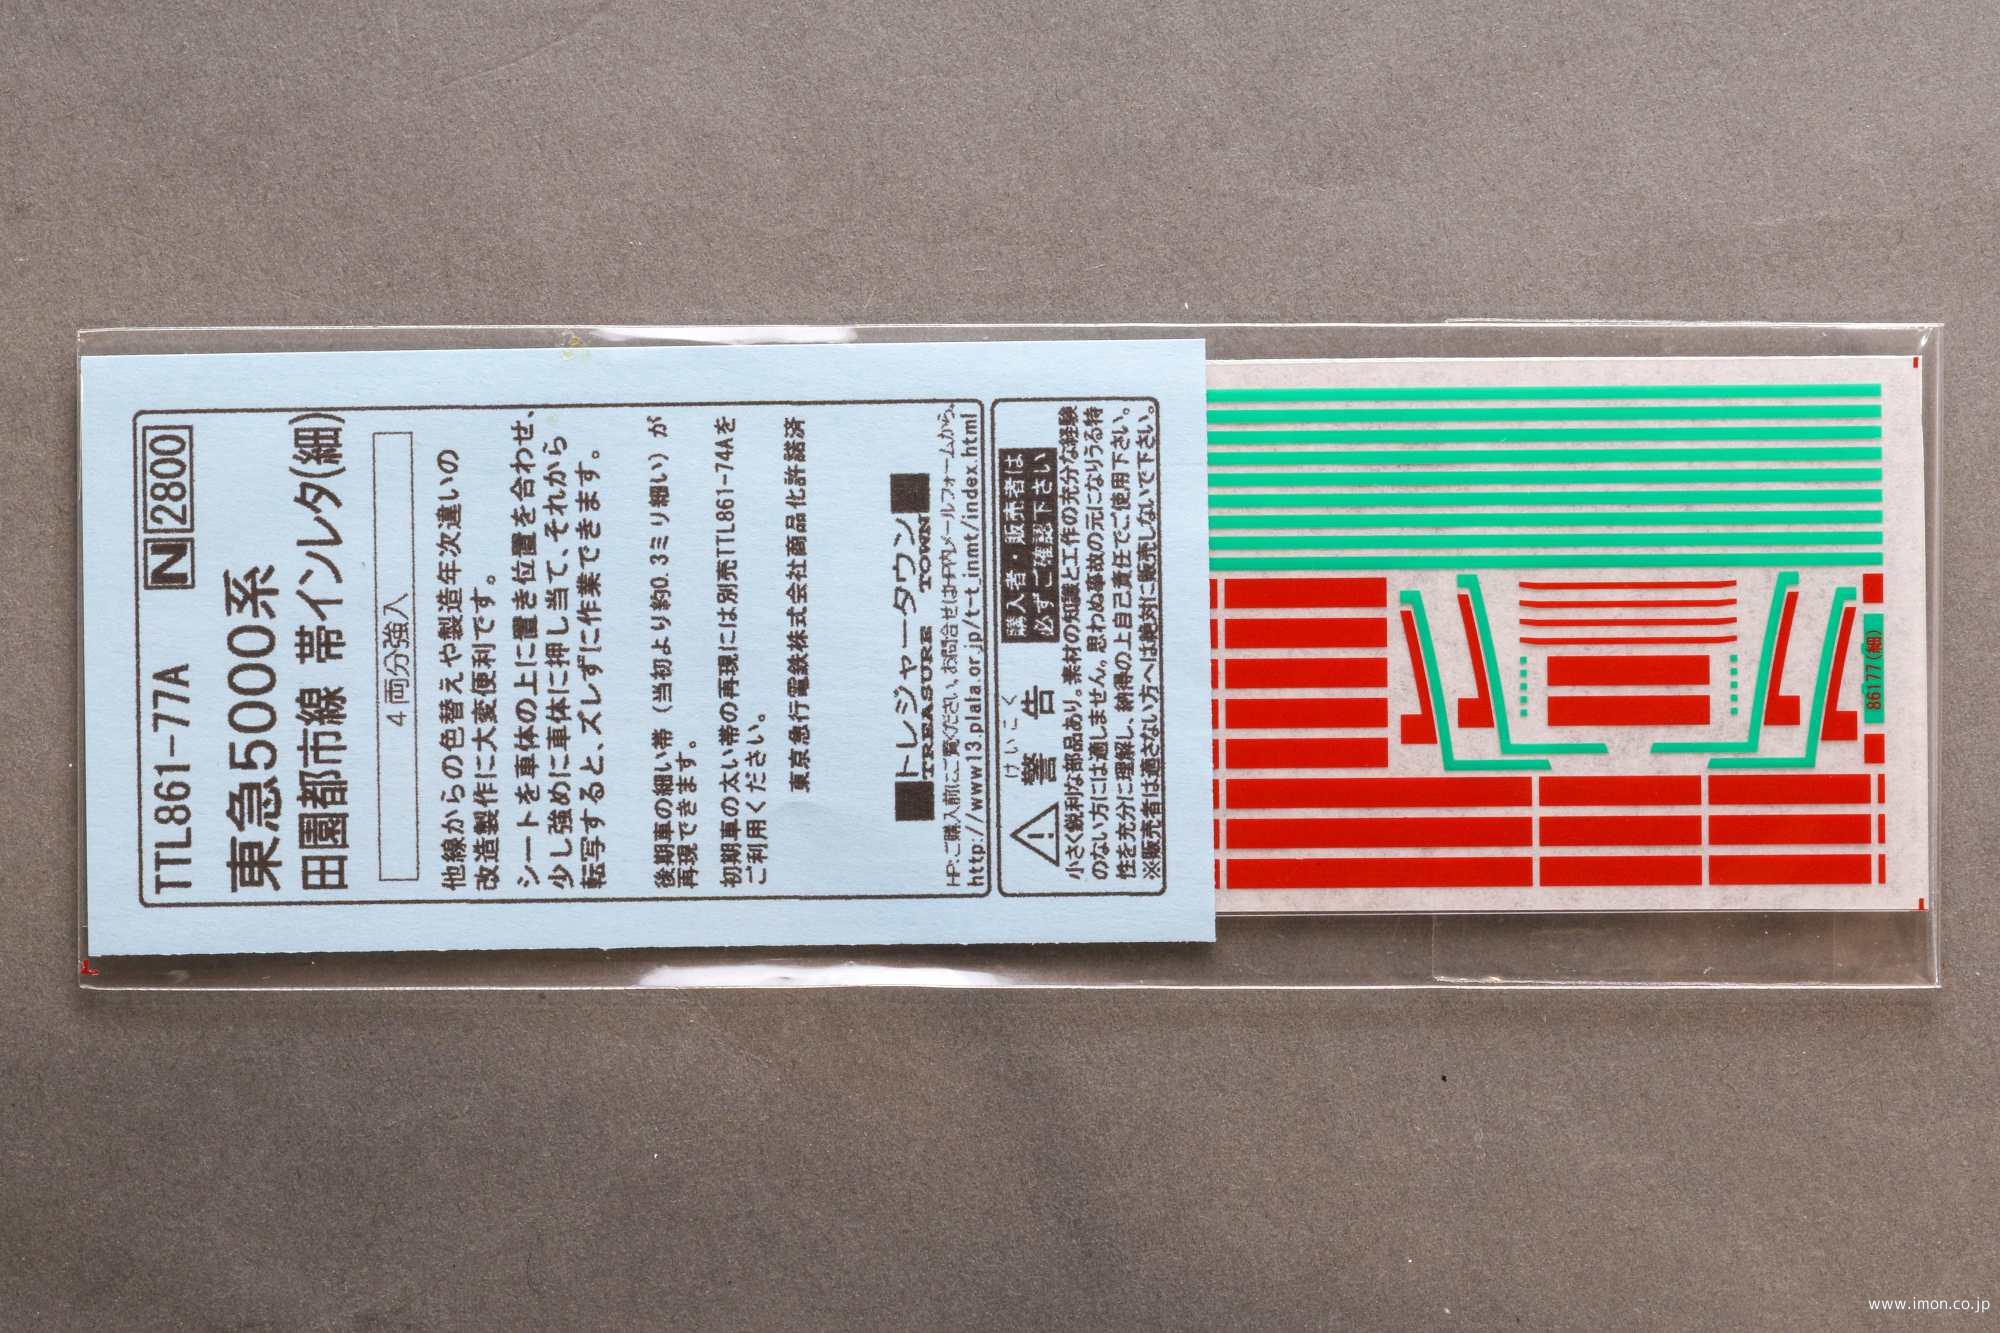 TTL861-77A N 2800
東急5000系
田園都市線 帯インレタ(細)
4両分強入
他線からの色替えや製造年次違いの
改造製作に大変便利です。
シートを車体の上に置き位置を合わせ、
少し強めに車体に押し当て、それから
転写すると、ズレずに作業できます。
後期車の細い帯（当初より約0.3ミリ細い）が
再現できます。
初期車の太い帯の再現には別売TTL861-74Aを
ご利用ください。
東京急行電鉄株式会社商品化許諾済
トレジャータウン
TREASURE TOWN
HPご購入前にご覧ください。お問合せはHP内メールフォームから。
http://www13.plala.or.jp/t-t_inmt/index.html
けいこく
警告
購入者・販売者は
必ずご確認下さい
小さく鋭利な部品あり。素材の知識と工作の充分な経験
のない方には適しません。思わぬ事故の元になりうる特
性を充分に理解し、納得の上自己責任でご使用下さい。
※販売者は適さない方へは絶対に販売しないで下さい。
86177(細)
www.imon.co.jp